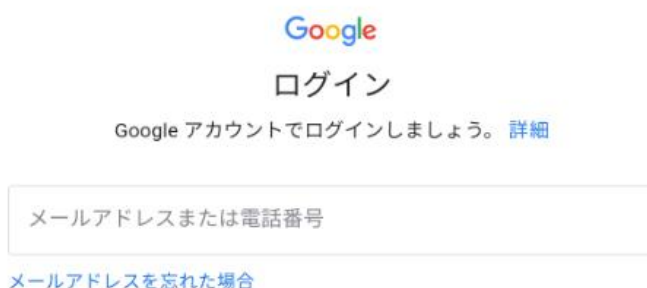 Google
ログイン
Google アカウントでログインしましょう。 詳細
メールアドレスまたは電話番号
メールアドレスを忘れた場合